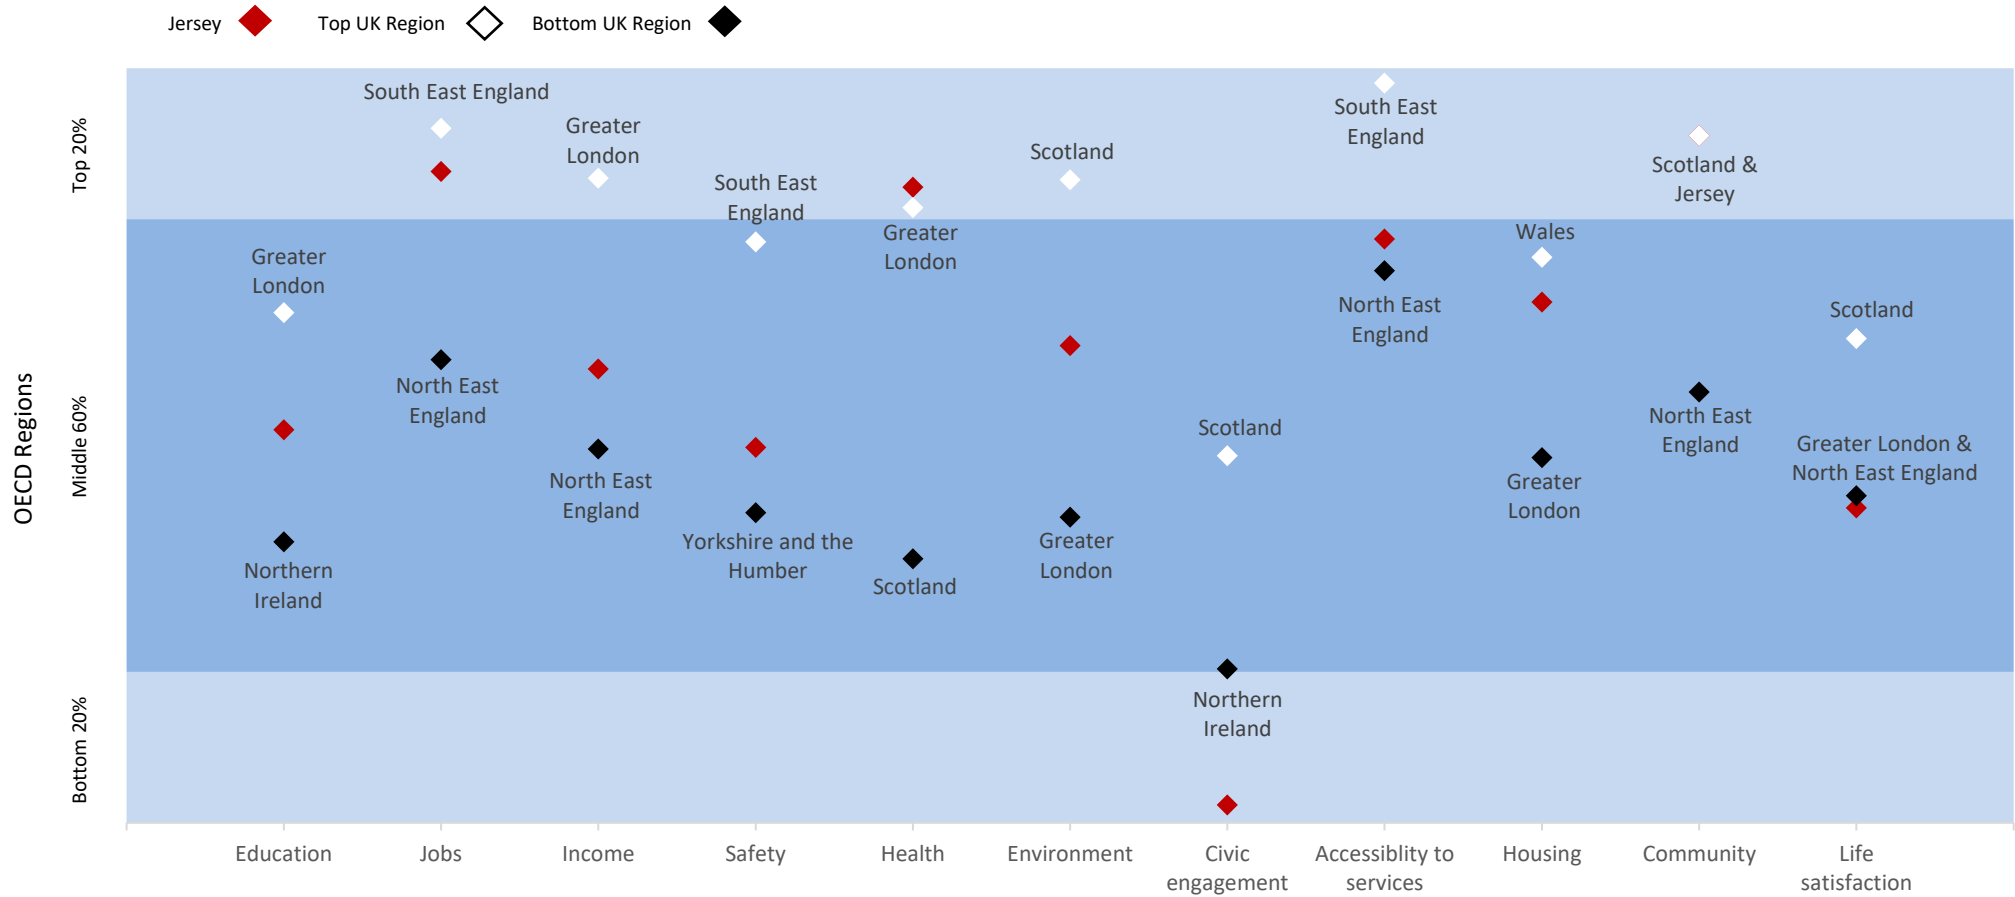 Jersey
Top UK Region
Bottom UK Region
OECD Regions
Top 20%
Middle 60%
Bottom 20%
Greater
London
Northern
Ireland
South East England
North East
England
Greater
London
North East
England
South East
England
Yorkshire and the
Humber
Greater
London
Scotland
Scotland
Greater
London
Scotland
Northern
Ireland
South East
England
North East
England
Wales
Greater
London
Scotland &
Jersey
North East
England
Scotland
Greater London &
North East England
Education
Jobs
Income
Safety
Health
Environment
Civic
engagement
Accessiblity to
services
Housing
Community
Life
satisfaction